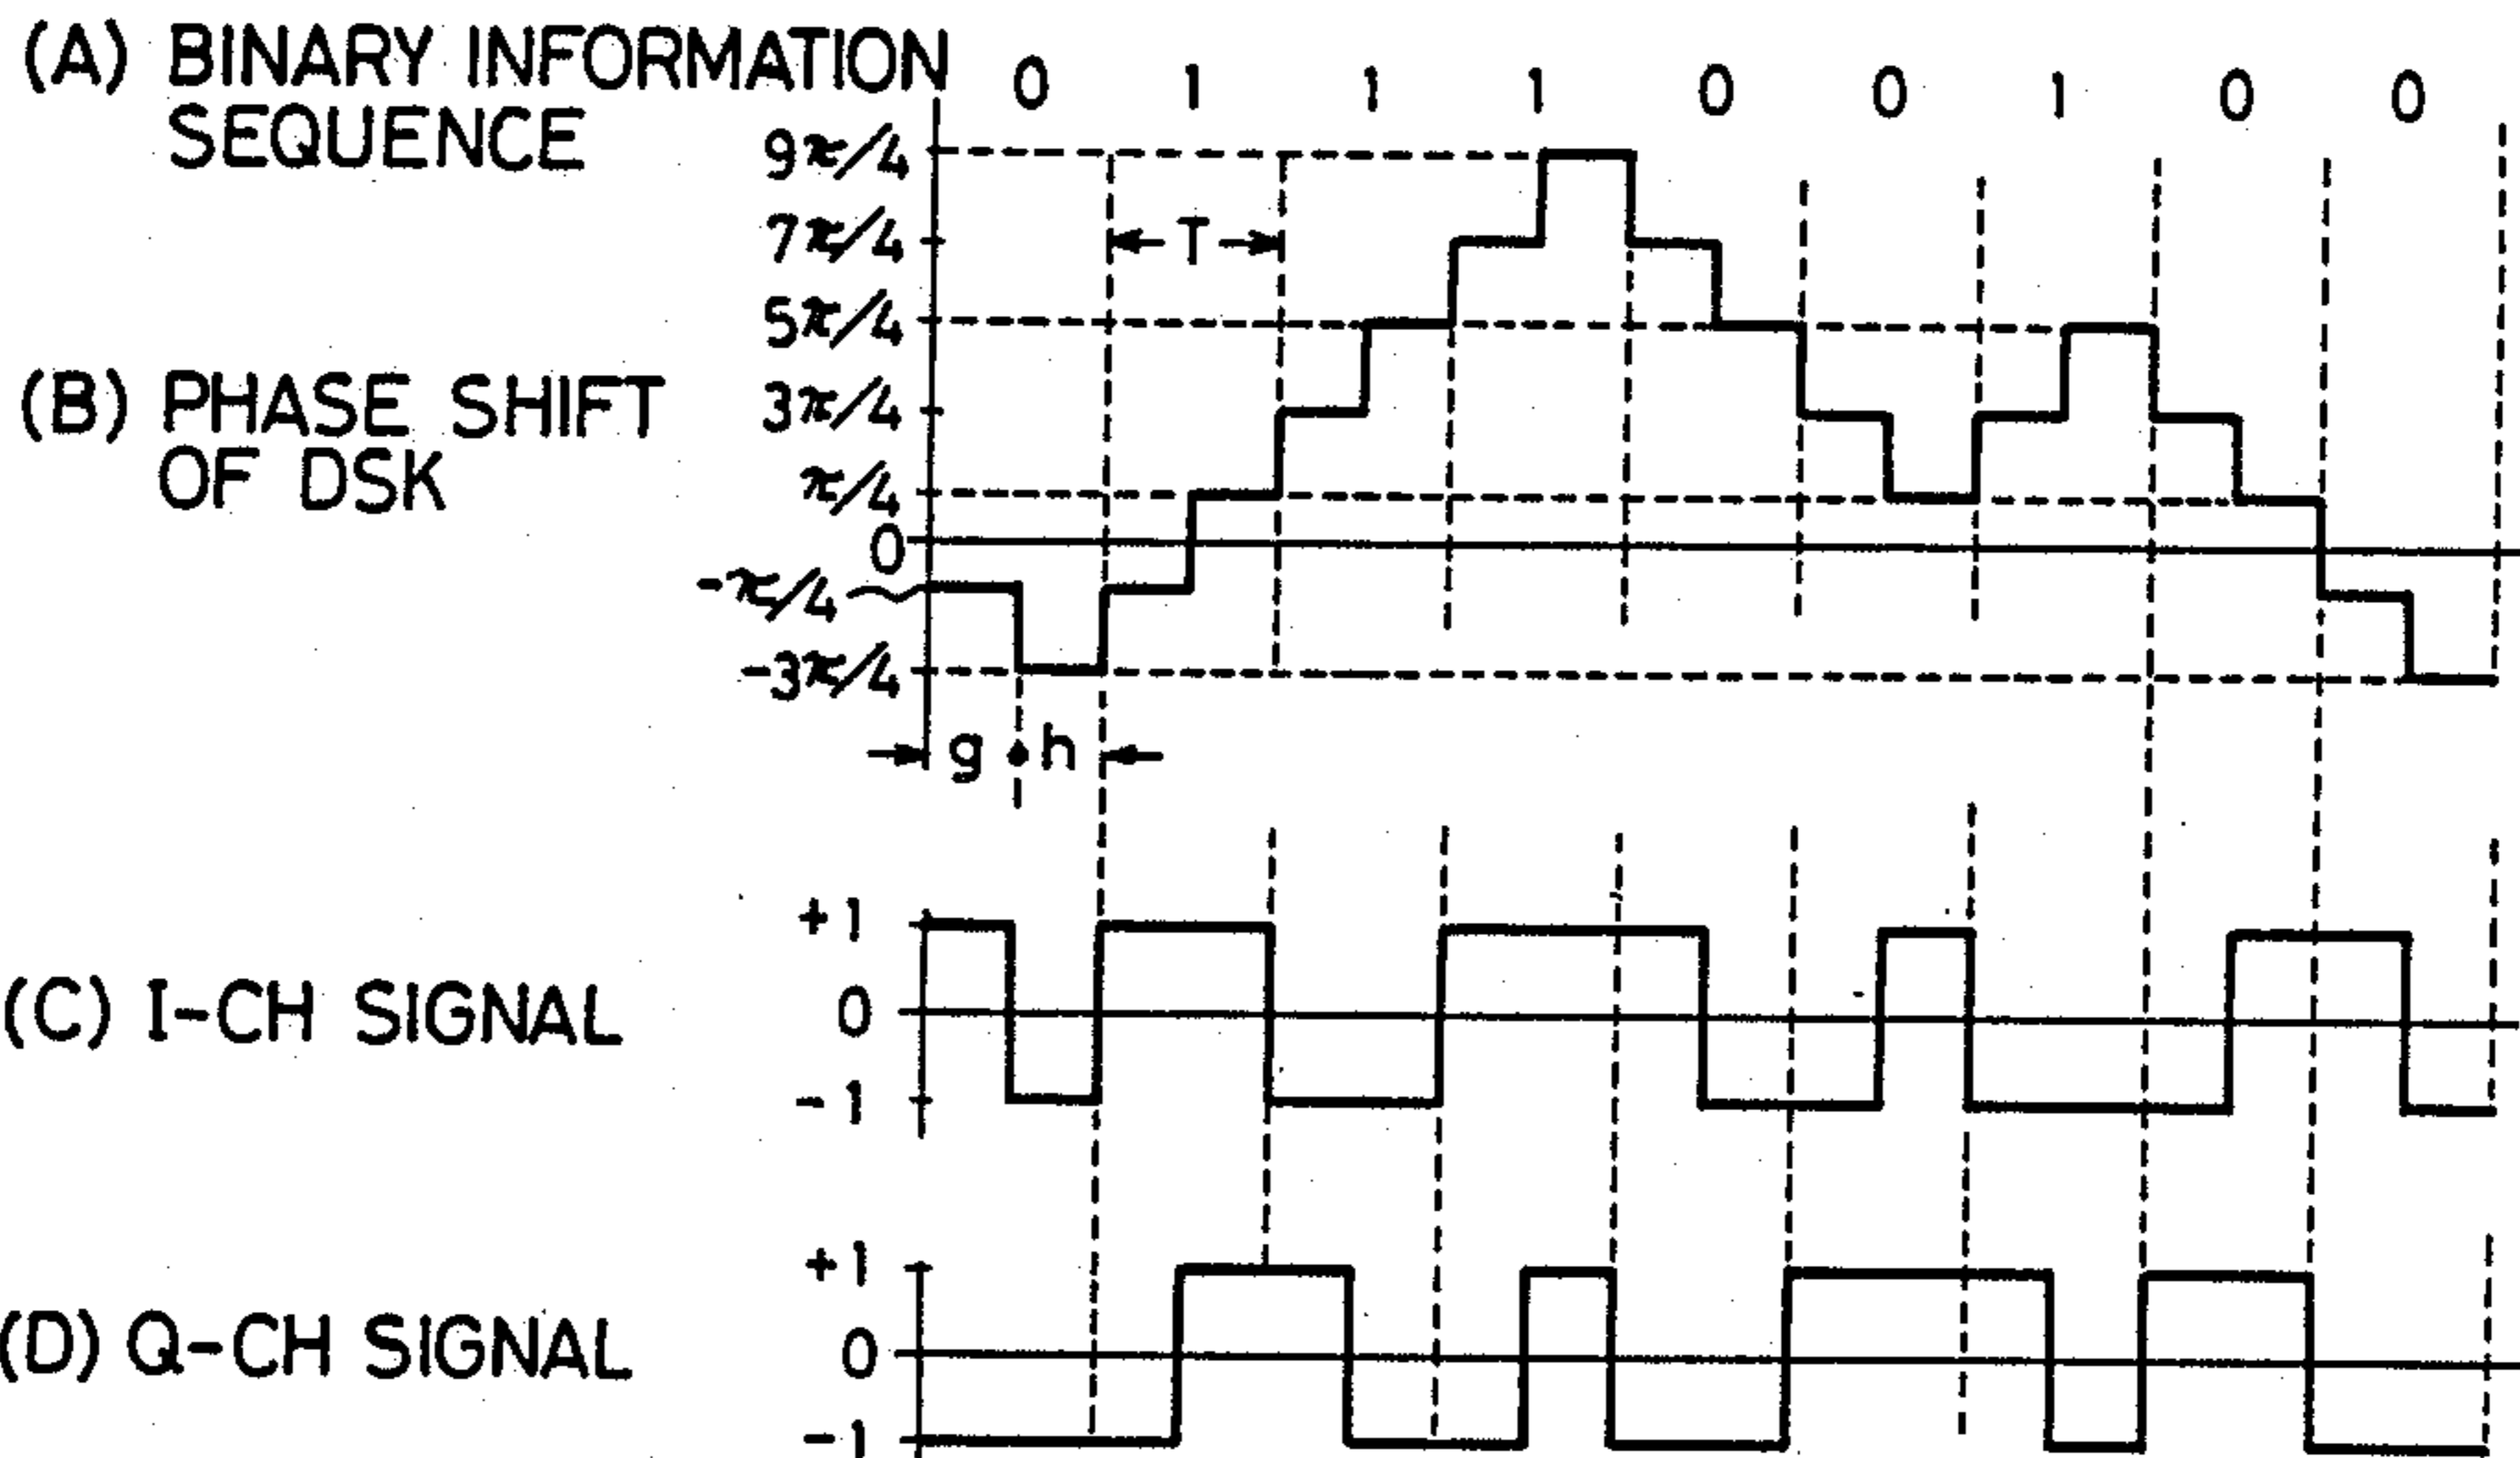 (A) BINARY INFORMATION 0 1 1 1 0 0 1 0 0
SEQUENCE
9π/4
7π/4
T
5π/4
(B) PHASE SHIFT 3π/4
OF DSK π/4
0
-π/4
-3π/4
g h
+1
(C) I-CH SIGNAL 0
-1
+1
(D) Q-CH SIGNAL 0
-1